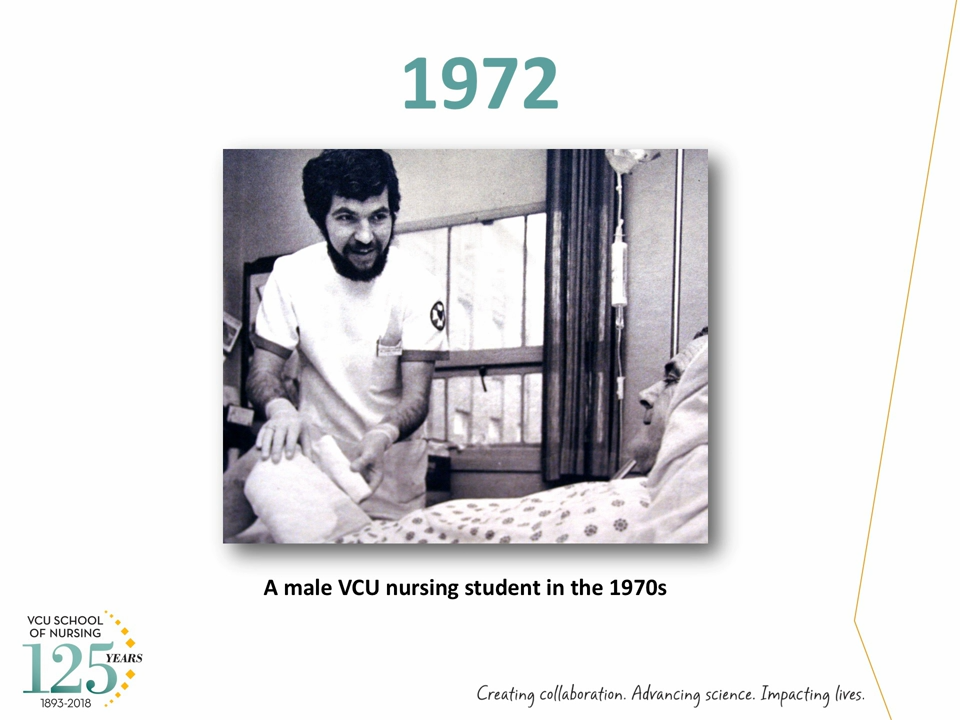 1972
A male VCU nursing student in the 1970s
VCU SCHOOL
OF NURSING
125 YEARS
1893-2018
Creating collaboration. Advancing science. Impacting lives.